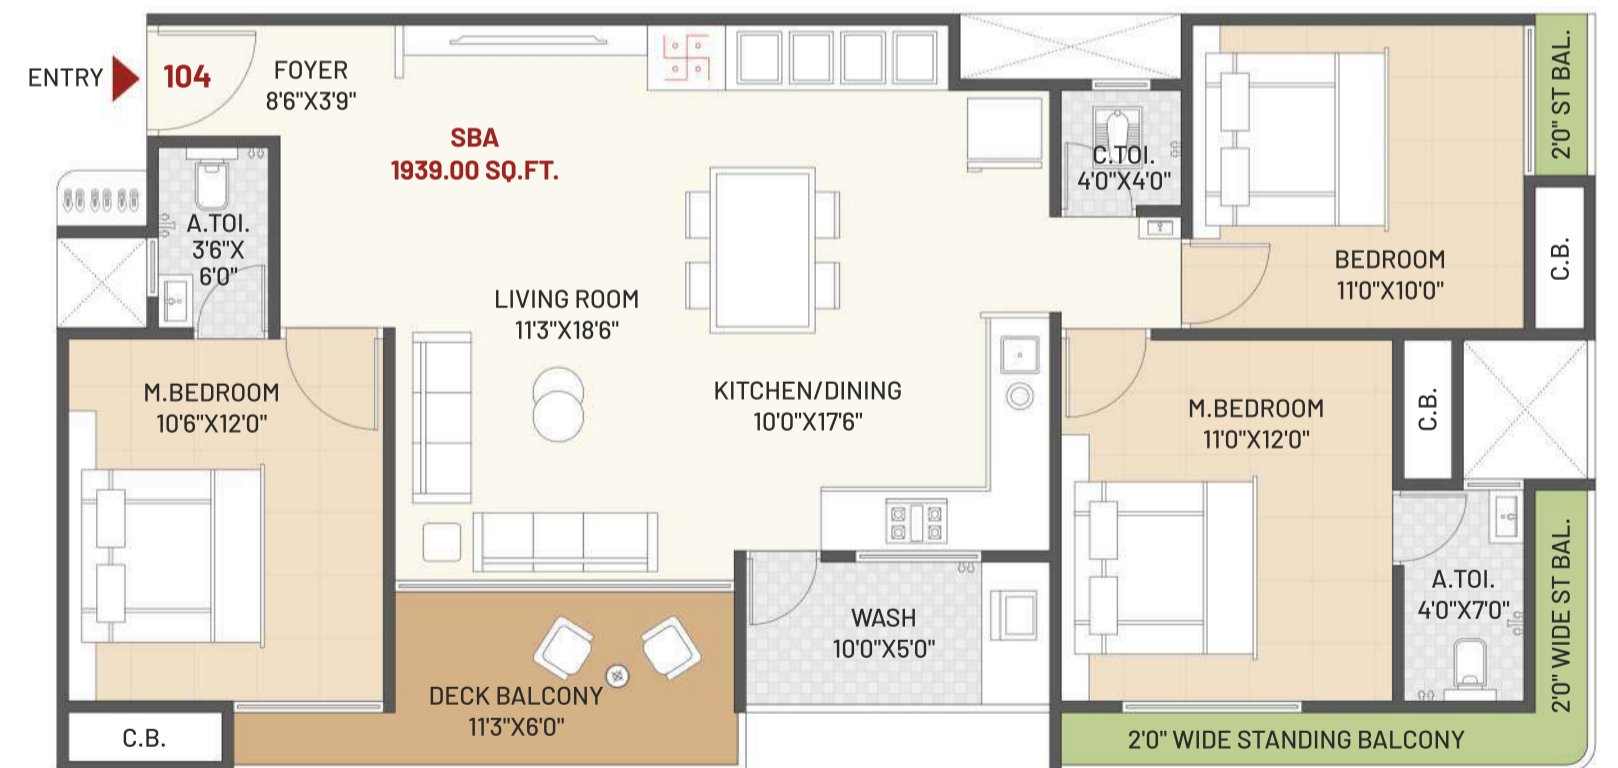 ENTRY
104
FOYER
8'6"X3'9"
SBA
1939.00 SQ.FT.
A.TOI.
3'6"X
6'0"
C.TOI.
4'0"X4'0"
2'0" ST BAL.
BEDROOM
11'0"X10'0"
C.B.
LIVING ROOM
11'3"X18'6"
KITCHEN/DINING
10'0"X17'6"
M.BEDROOM
10'6"X12'0"
M.BEDROOM
11'0"X12'0"
C.B.
WASH
10'0"X5'0"
A.TOI.
4'0"X7'0"
2'0" WIDE ST BAL.
DECK BALCONY
11'3"X6'0"
C.B.
2'0" WIDE STANDING BALCONY